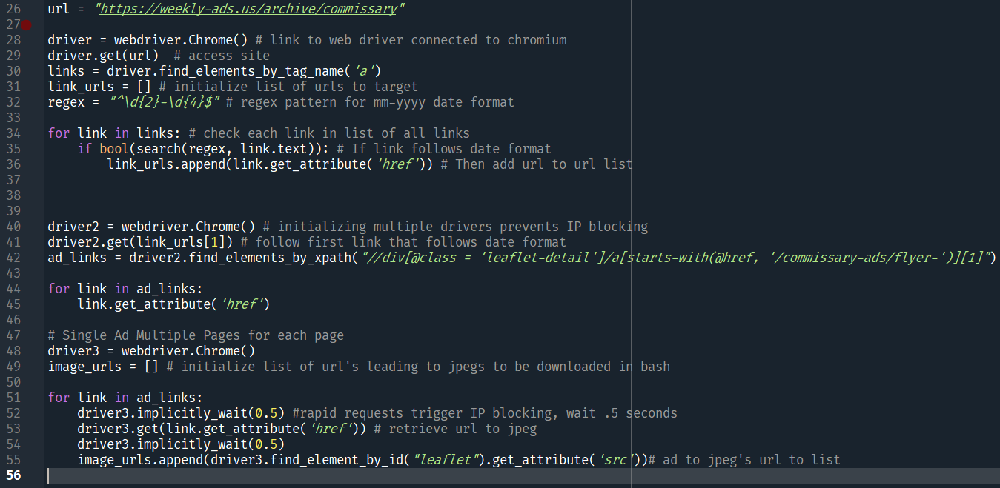 26 url = "https://weekly-ads.us/archive/commissary"
27
28 driver = webdriver.Chrome() # link to web driver connected to chromium
29 driver.get(url)  # access site
30 links = driver.find_elements_by_tag_name('a')
31 link_urls = [] # initialize list of urls to target
32 regex = "^\d{2}-\d{4}$" # regex pattern for mm-yyyy date format
33
34 for link in links: # check each link in list of all links
35     if bool(search(regex, link.text)): # If link follows date format
36         link_urls.append(link.get_attribute('href')) # Then add url to url list
37
38
39
40 driver2 = webdriver.Chrome() # initializing multiple drivers prevents IP blocking
41 driver2.get(link_urls[1]) # follow first link that follows date format
42 ad_links = driver2.find_elements_by_xpath("//div[@class = 'leaflet-detail']/a[starts-with(@href, '/commissary-ads/flyer-')][1]")
43
44 for link in ad_links:
45     link.get_attribute('href')
46
47 # Single Ad Multiple Pages for each page
48 driver3 = webdriver.Chrome()
49 image_urls = [] # initialize list of url's leading to jpegs to be downloaded in bash
50
51 for link in ad_links:
52     driver3.implicitly_wait(0.5) #rapid requests trigger IP blocking, wait .5 seconds
53     driver3.get(link.get_attribute('href')) # retrieve url to jpeg
54     driver3.implicitly_wait(0.5)
55     image_urls.append(driver3.find_element_by_id("leaflet").get_attribute('src'))# ad to jpeg's url to list
56